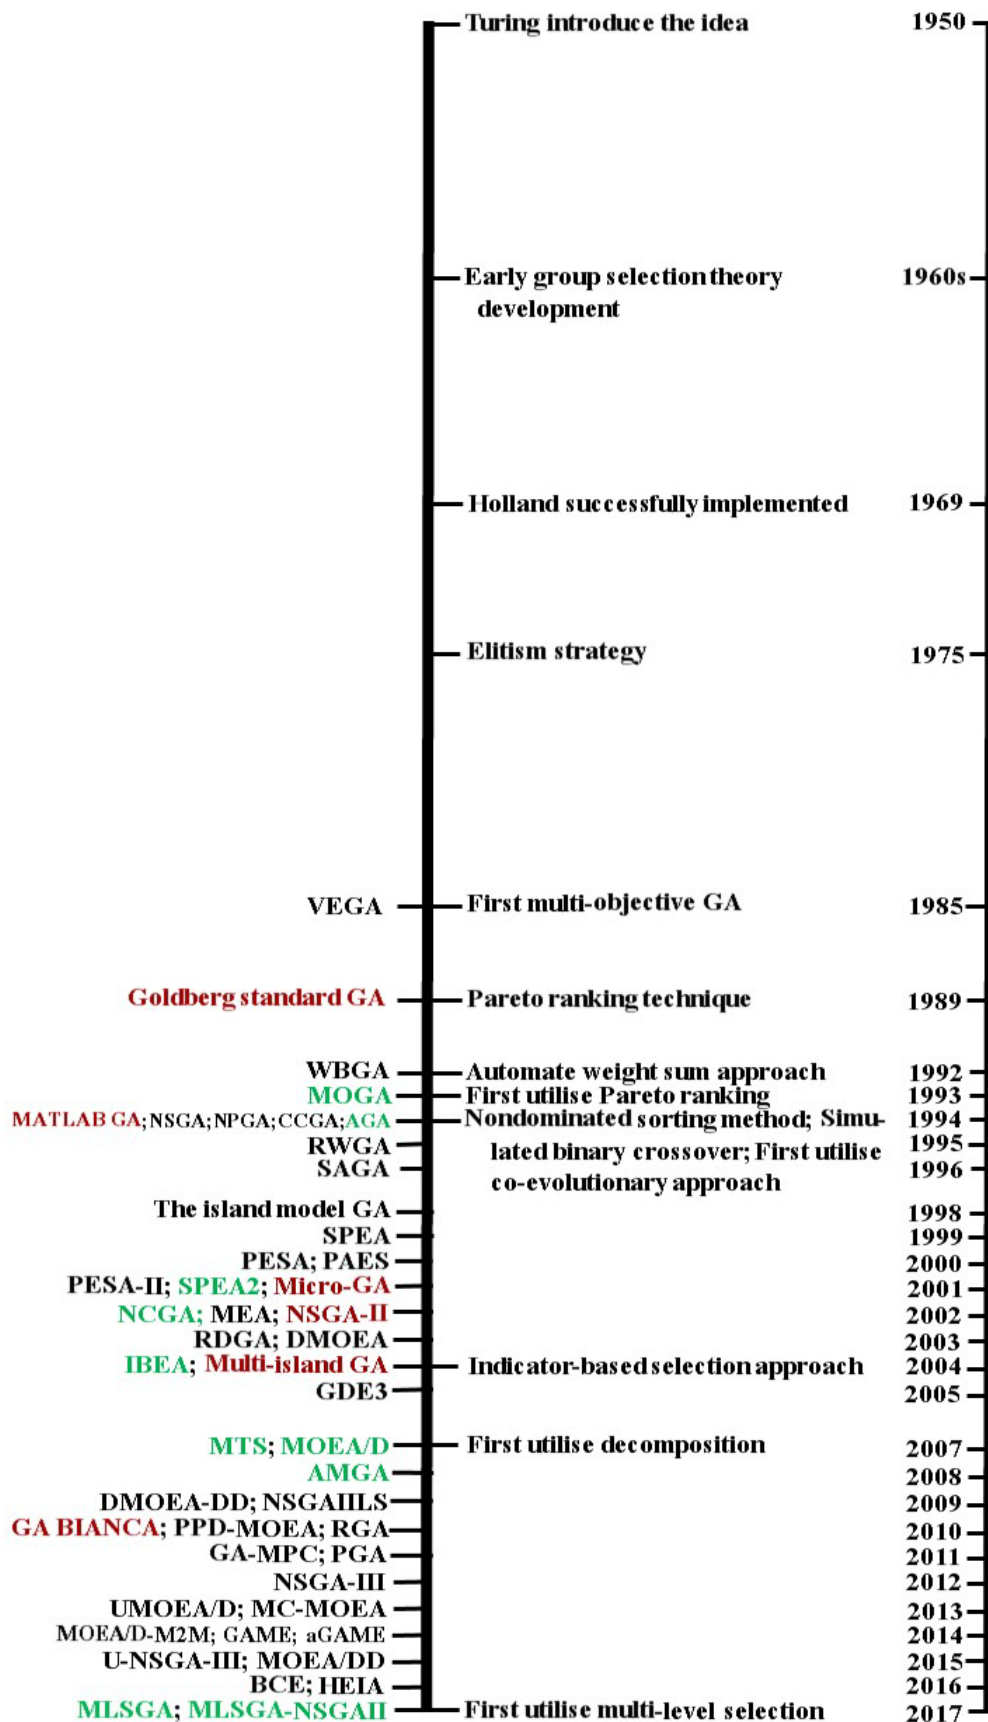 Turing introduce the idea 1950
Early group selection theory 1960s
development
Holland successfully implemented 1969
Elitism strategy 1975
VEGA First multi-objective GA 1985
Goldberg standard GA Pareto ranking technique 1989
WBGA Automate weight sum approach 1992
MOGA First utilise Pareto ranking 1993
MATLAB GA; NSGA; NPGA; CCGA; AGA Nondominated sorting method; Simu- 1994
RWGA lated binary crossover; First utilise 1995
SAGA co-evolutionary approach 1996
The island model GA 1998
SPEA 1999
PESA; PAES 2000
PESA-II; SPEA2; Micro-GA 2001
NCGA; MEA; NSGA-II 2002
RDGA; DMOEA 2003
IBEA; Multi-island GA Indicator-based selection approach 2004
GDE3 2005
MTS; MOEA/D First utilise decomposition 2007
AMGA 2008
DMOEA-DD; NSGAIILS 2009
GA BIANCA; PPD-MOEA; RGA 2010
GA-MPC; PGA 2011
NSGA-III 2012
UMOEA/D; MC-MOEA 2013
MOEA/D-M2M; GAME; aGAME 2014
U-NSGA-III; MOEA/DD 2015
BCE; HEIA 2016
MLSGA; MLSGA-NSGAII First utilise multi-level selection 2017